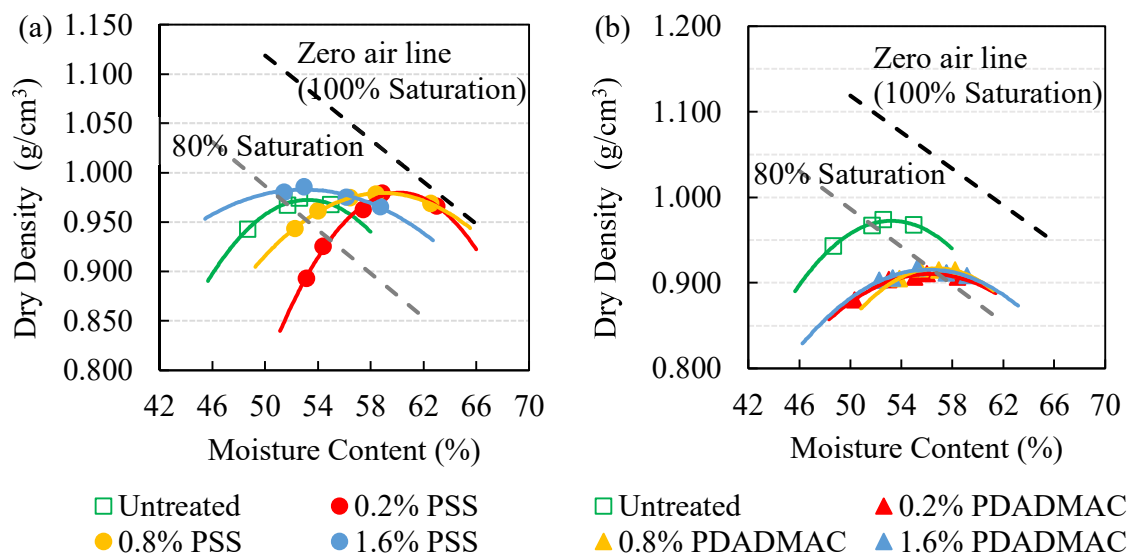 (a)
1.150
1.100
1.050
1.000
0.950
0.900
0.850
0.800
Dry Density (g/cm³)
Zero air line
(100% Saturation)
80% Saturation
42 46 50 54 58 62 66 70
Moisture Content (%)
Untreated
0.2% PSS
0.8% PSS
1.6% PSS
(b)
1.200
1.100
1.000
0.900
0.800
Dry Density (g/cm³)
Zero air line
(100% Saturation)
80% Saturation
42 46 50 54 58 62 66 70
Moisture Content (%)
Untreated
0.2% PDADMAC
0.8% PDADMAC
1.6% PDADMAC